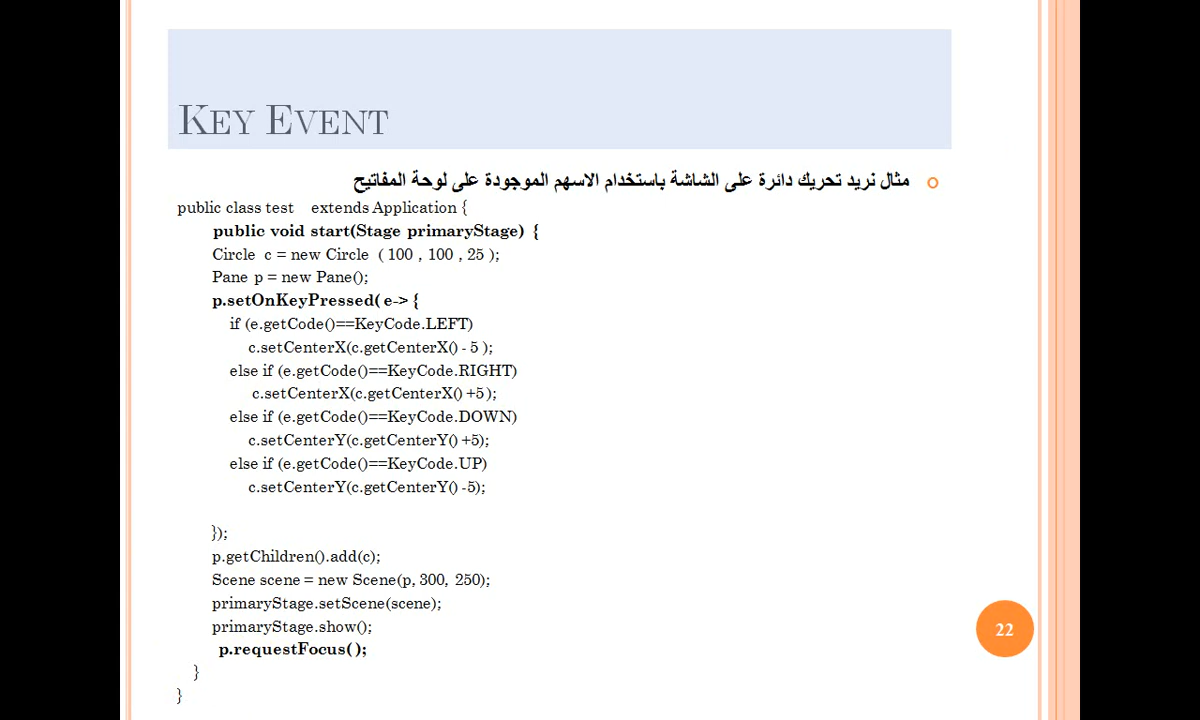 KEY EVENT
مثال نريد تحريك دائرة على الشاشة باستخدام الاسهم الموجودة على لوحة المفاتيح
public class test extends Application {
public void start(Stage primaryStage) {
Circle c = new Circle ( 100 , 100 , 25 );
Pane p = new Pane();
p.setOnKeyPressed( e-> {
if (e.getCode()==KeyCode.LEFT)
c.setCenterX(c.getCenterX() - 5 );
else if (e.getCode()==KeyCode.RIGHT)
c.setCenterX(c.getCenterX() +5 );
else if (e.getCode()==KeyCode.DOWN)
c.setCenterY(c.getCenterY() +5);
else if (e.getCode()==KeyCode.UP)
c.setCenterY(c.getCenterY() -5);
});
p.getChildren().add(c);
Scene scene = new Scene(p, 300, 250);
primaryStage.setScene(scene);
primaryStage.show();
p.requestFocus( );
}
}
22